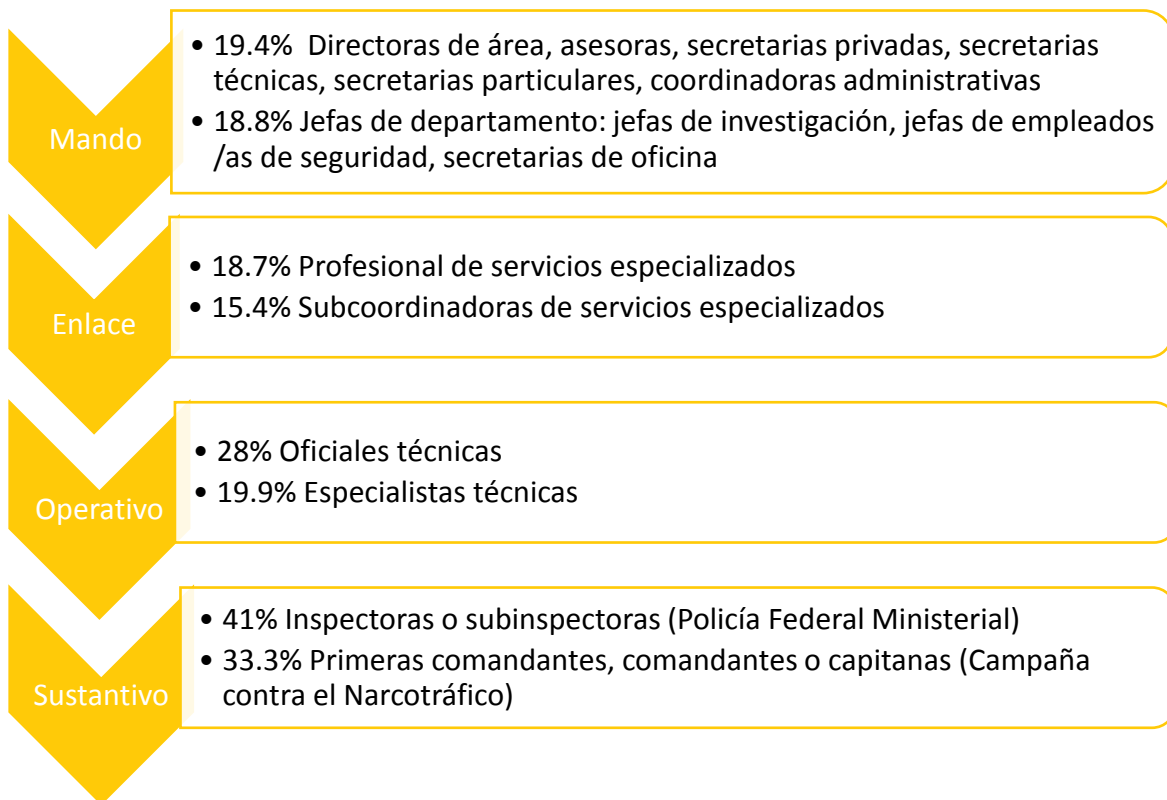 Mando
• 19.4%  Directoras de área, asesoras, secretarias privadas, secretarias
técnicas, secretarias particulares, coordinadoras administrativas
• 18.8% Jefas de departamento: jefas de investigación, jefas de empleados
/as de seguridad, secretarias de oficina
Enlace
• 18.7% Profesional de servicios especializados
• 15.4% Subcoordinadoras de servicios especializados
Operativo
• 28% Oficiales técnicas
• 19.9% Especialistas técnicas
Sustantivo
• 41% Inspectoras o subinspectoras (Policía Federal Ministerial)
• 33.3% Primeras comandantes, comandantes o capitanas (Campaña
contra el Narcotráfico)